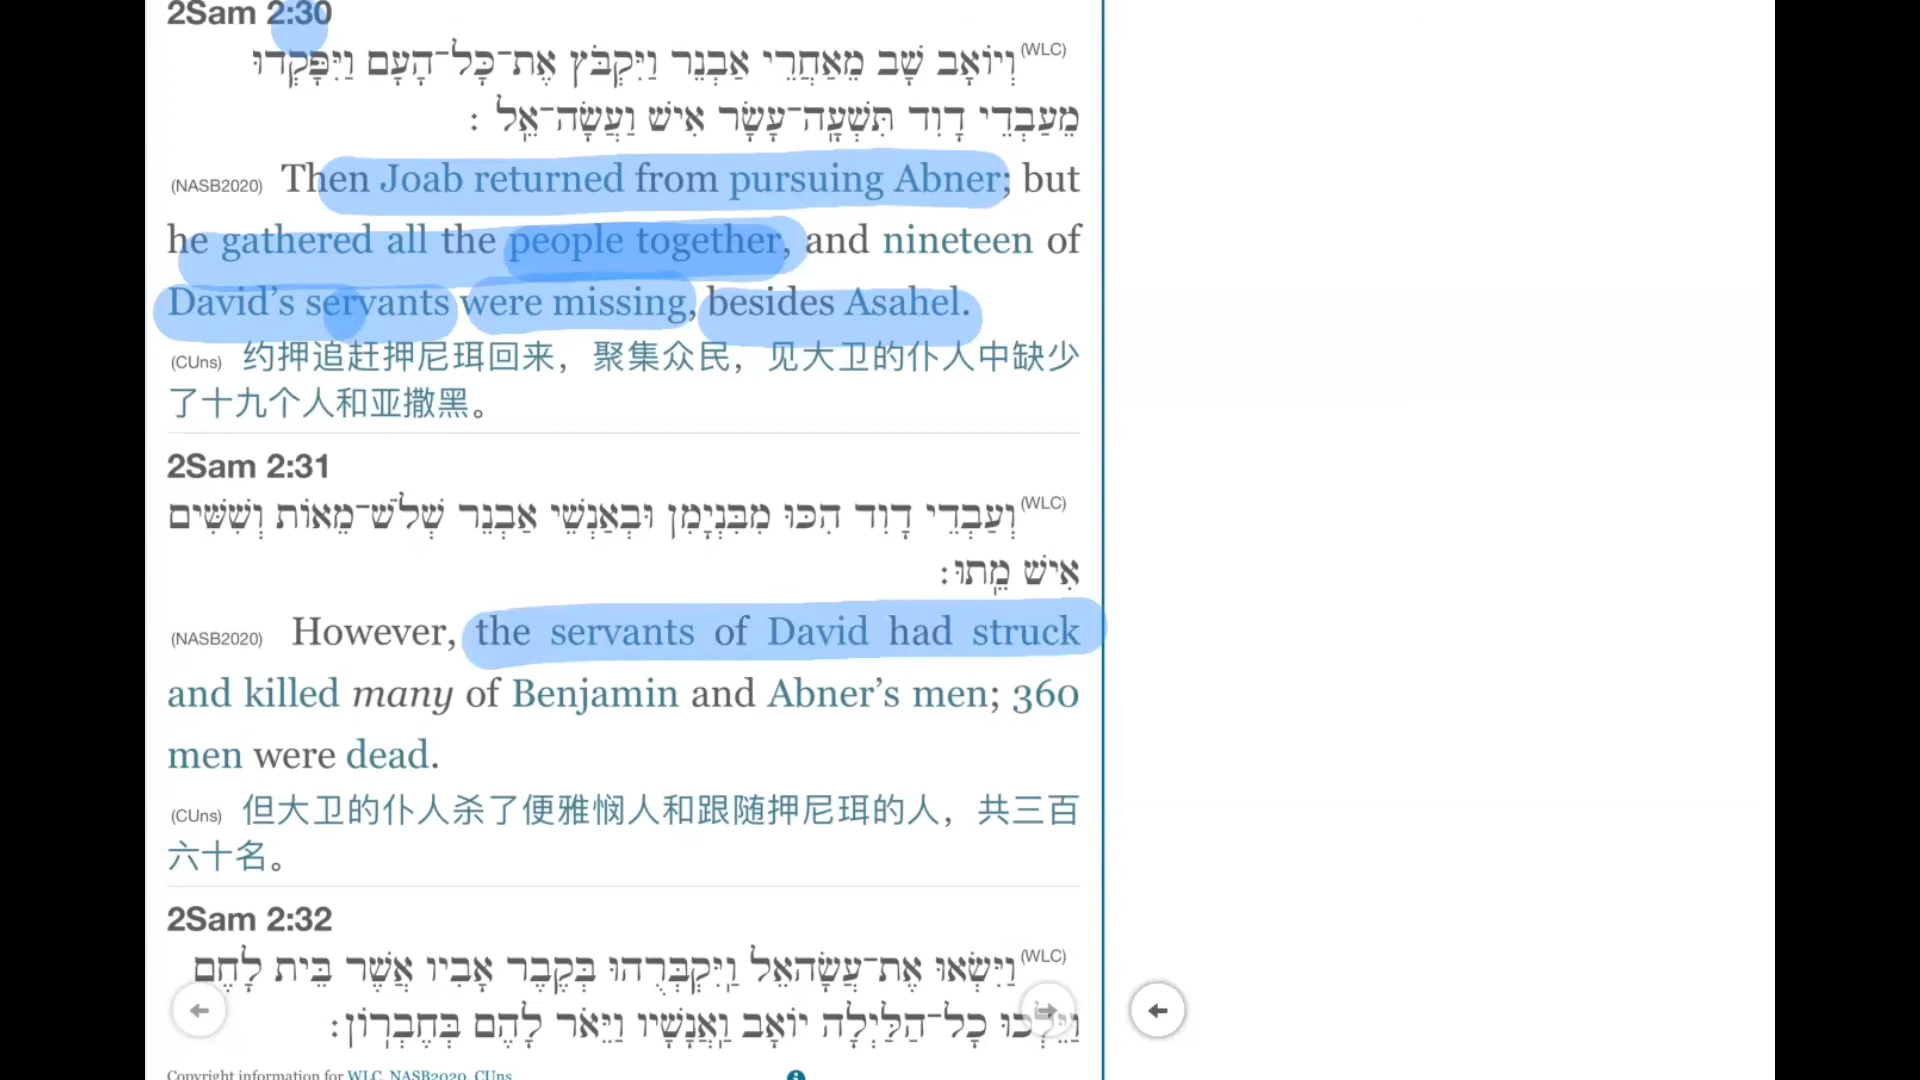 2Sam 2:30
(WLC) וְיוֹאָב שָׁב מֵאַחֲרֵי אַבְנֵר וַיִּקְבֹּץ אֶת־כָּל־הָעָם וַיִּפָּקְדוּ
מֵעַבְדֵי דָוִד תִּשְׁעָה־עָשָׂר אִישׁ וַעֲשָׂה־אֵל ׃
(NASB2020) Then Joab returned from pursuing Abner; but
he gathered all the people together, and nineteen of
David’s servants were missing, besides Asahel.
(CUns) 约押追赶押尼珥回来，聚集众民，见大卫的仆人中缺少
了十九个人和亚撒黑。
2Sam 2:31
(WLC) וְעַבְדֵי דָוִד הִכּוּ מִבִּנְיָמִן וּבְאַנְשֵׁי אַבְנֵר שְׁלֹשׁ־מֵאוֹת וְשִׁשִּׁים
אִישׁ מֵתוּ׃
(NASB2020) However, the servants of David had struck
and killed many of Benjamin and Abner’s men; 360
men were dead.
(CUns) 但大卫的仆人杀了便雅悯人和跟随押尼珥的人，共三百
六十名。
2Sam 2:32
(WLC) וַיִּשְׂאוּ אֶת־עֲשָׂהאֵל וַיִּקְבְּרֻהוּ בְּקֶבֶר אָבִיו אֲשֶׁר בֵּית לָחֶם
וַיֵּלְכוּ כָל־הַלַּיְלָה יוֹאָב וַאֲנָשָׁיו וַיֵּאֹר לָהֶם בְּחֶבְרוֹן׃
Copyright information for WLC, NASB2020, CUns